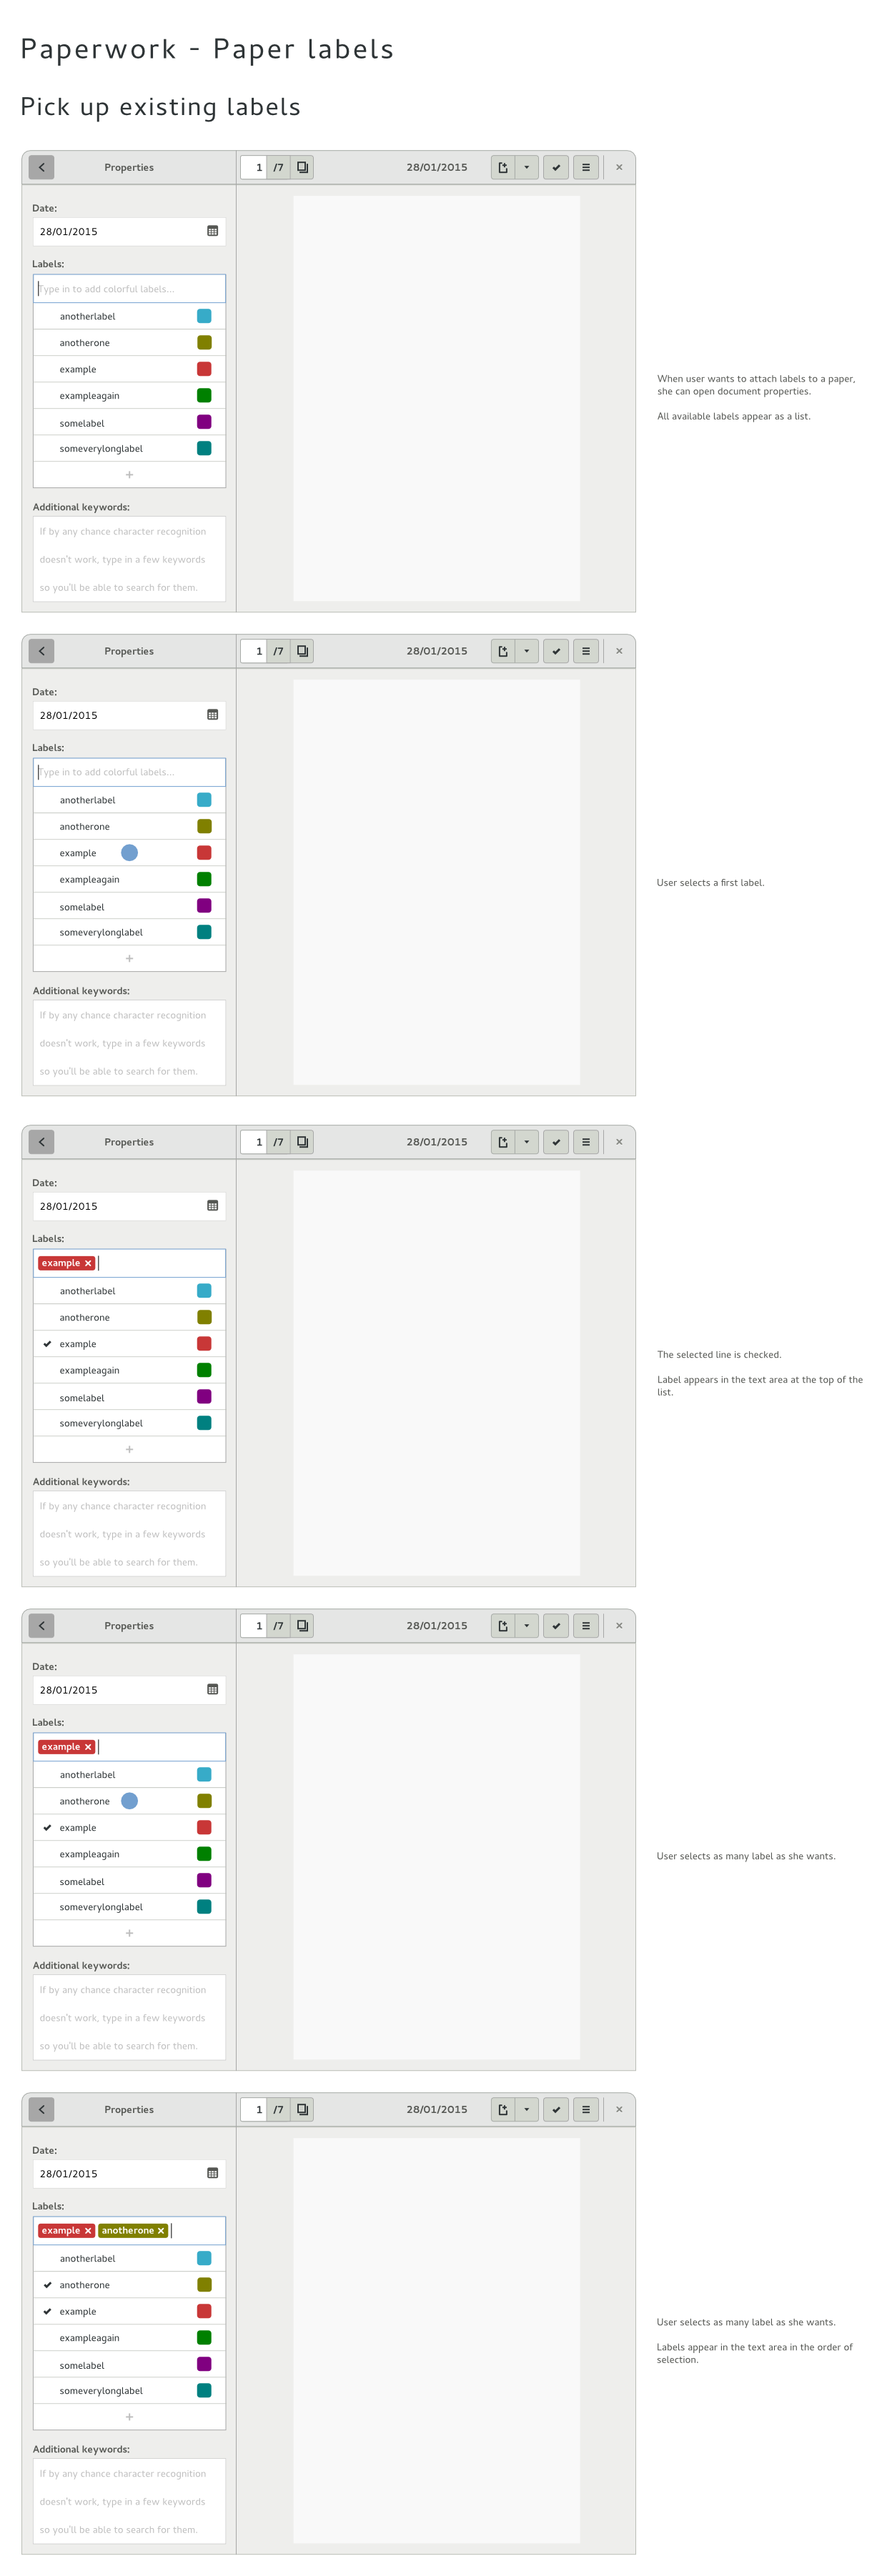 Paperwork - Paper labels
Pick up existing labels
Properties
1 /7
28/01/2015
Date:
28/01/2015
Labels:
Type in to add colorful labels...
anotherlabel
anotherone
example
exampleagain
somelabel
someverylonglabel
+
Additional keywords:
If by any chance character recognition
doesn't work, type in a few keywords
so you'll be able to search for them.
When user wants to attach labels to a paper,
she can open document properties.
All available labels appear as a list.
Properties
1 /7
28/01/2015
Date:
28/01/2015
Labels:
Type in to add colorful labels...
anotherlabel
anotherone
example
exampleagain
somelabel
someverylonglabel
+
Additional keywords:
If by any chance character recognition
doesn't work, type in a few keywords
so you'll be able to search for them.
User selects a first label.
Properties
1 /7
28/01/2015
Date:
28/01/2015
Labels:
example
anotherlabel
anotherone
example
exampleagain
somelabel
someverylonglabel
+
Additional keywords:
If by any chance character recognition
doesn't work, type in a few keywords
so you'll be able to search for them.
The selected line is checked.
Label appears in the text area at the top of the
list.
Properties
1 /7
28/01/2015
Date:
28/01/2015
Labels:
example
anotherlabel
anotherone
example
exampleagain
somelabel
someverylonglabel
+
Additional keywords:
If by any chance character recognition
doesn't work, type in a few keywords
so you'll be able to search for them.
User selects as many label as she wants.
Properties
1 /7
28/01/2015
Date:
28/01/2015
Labels:
example anotherone
anotherlabel
anotherone
example
exampleagain
somelabel
someverylonglabel
+
Additional keywords:
If by any chance character recognition
doesn't work, type in a few keywords
so you'll be able to search for them.
User selects as many label as she wants.
Labels appear in the text area in the order of
selection.